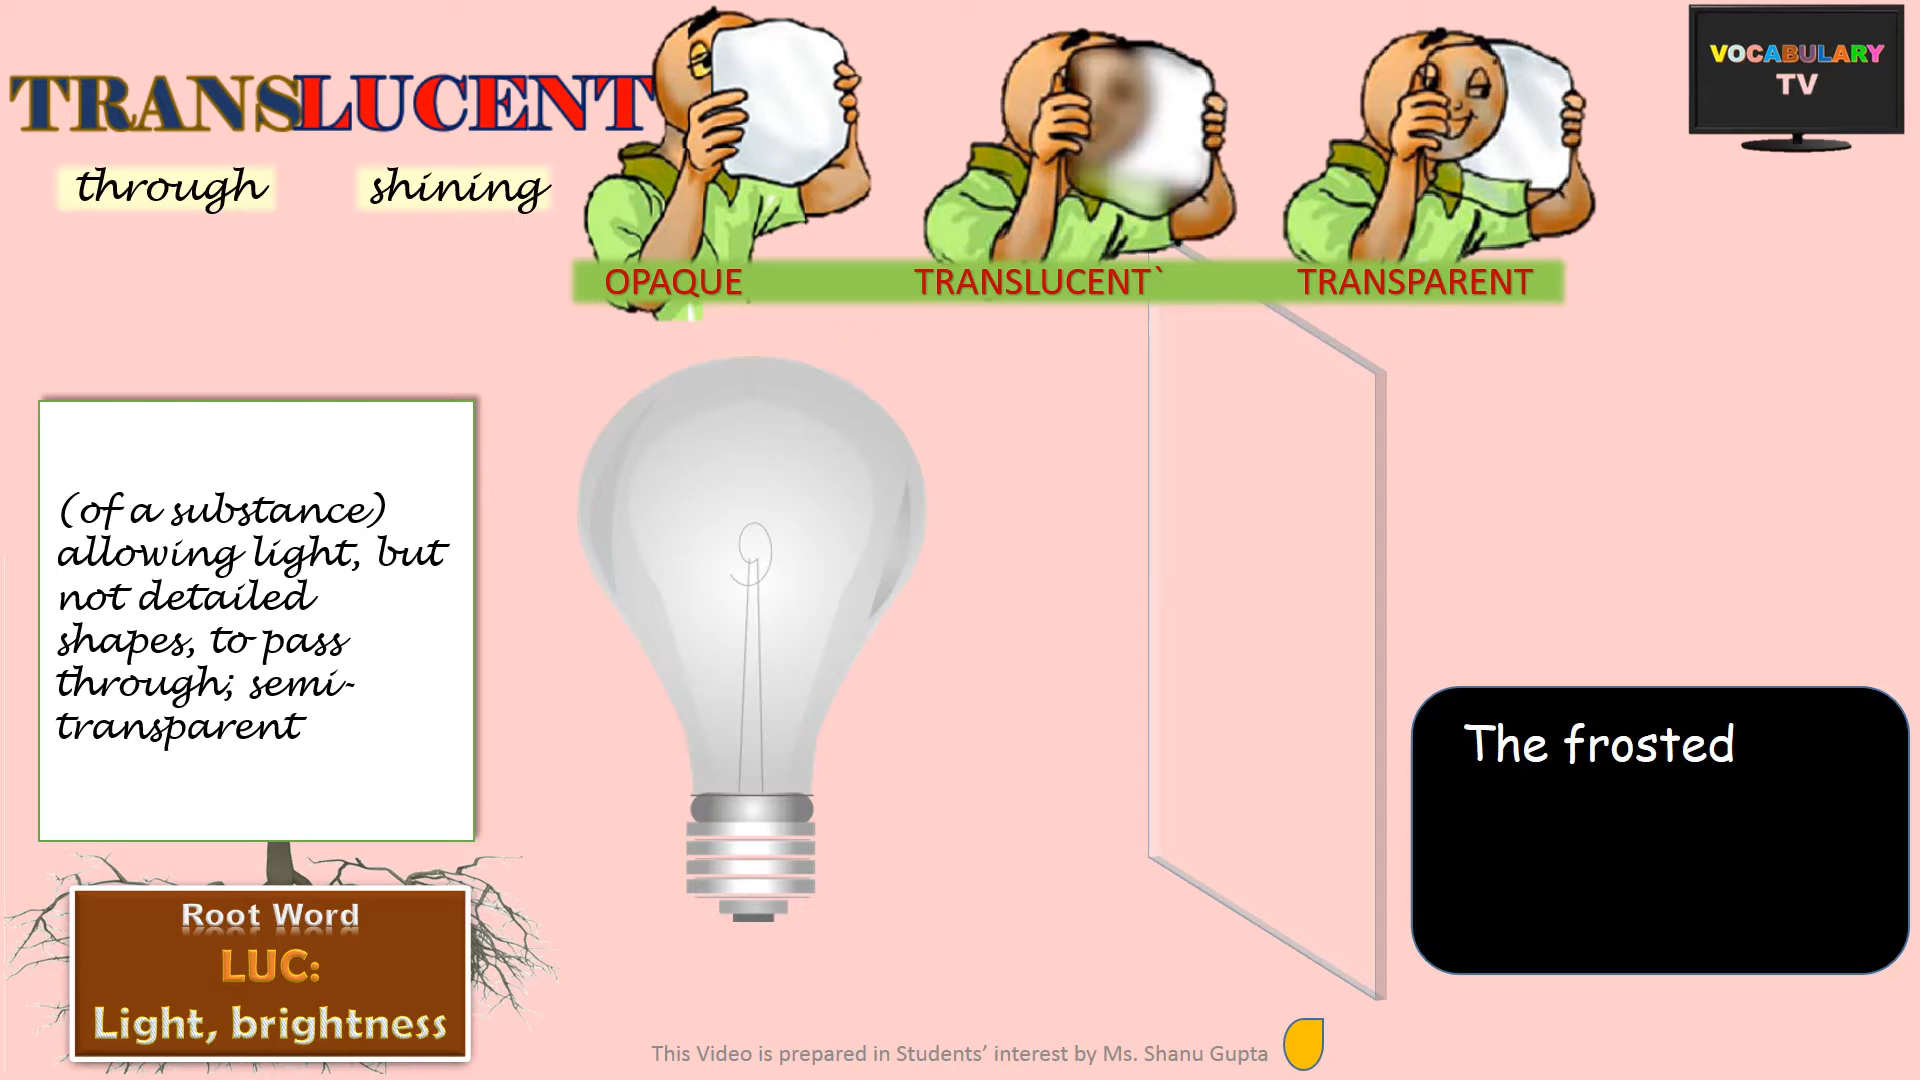 TRANSLUCENT
through shining
VOCABULARY
TV
OPAQUE TRANSLUCENT` TRANSPARENT
(of a substance)
allowing light, but
not detailed
shapes, to pass
through; semi-
transparent
The frosted
Root Word
LUC:
Light, brightness
This Video is prepared in Students’ interest by Ms. Shanu Gupta